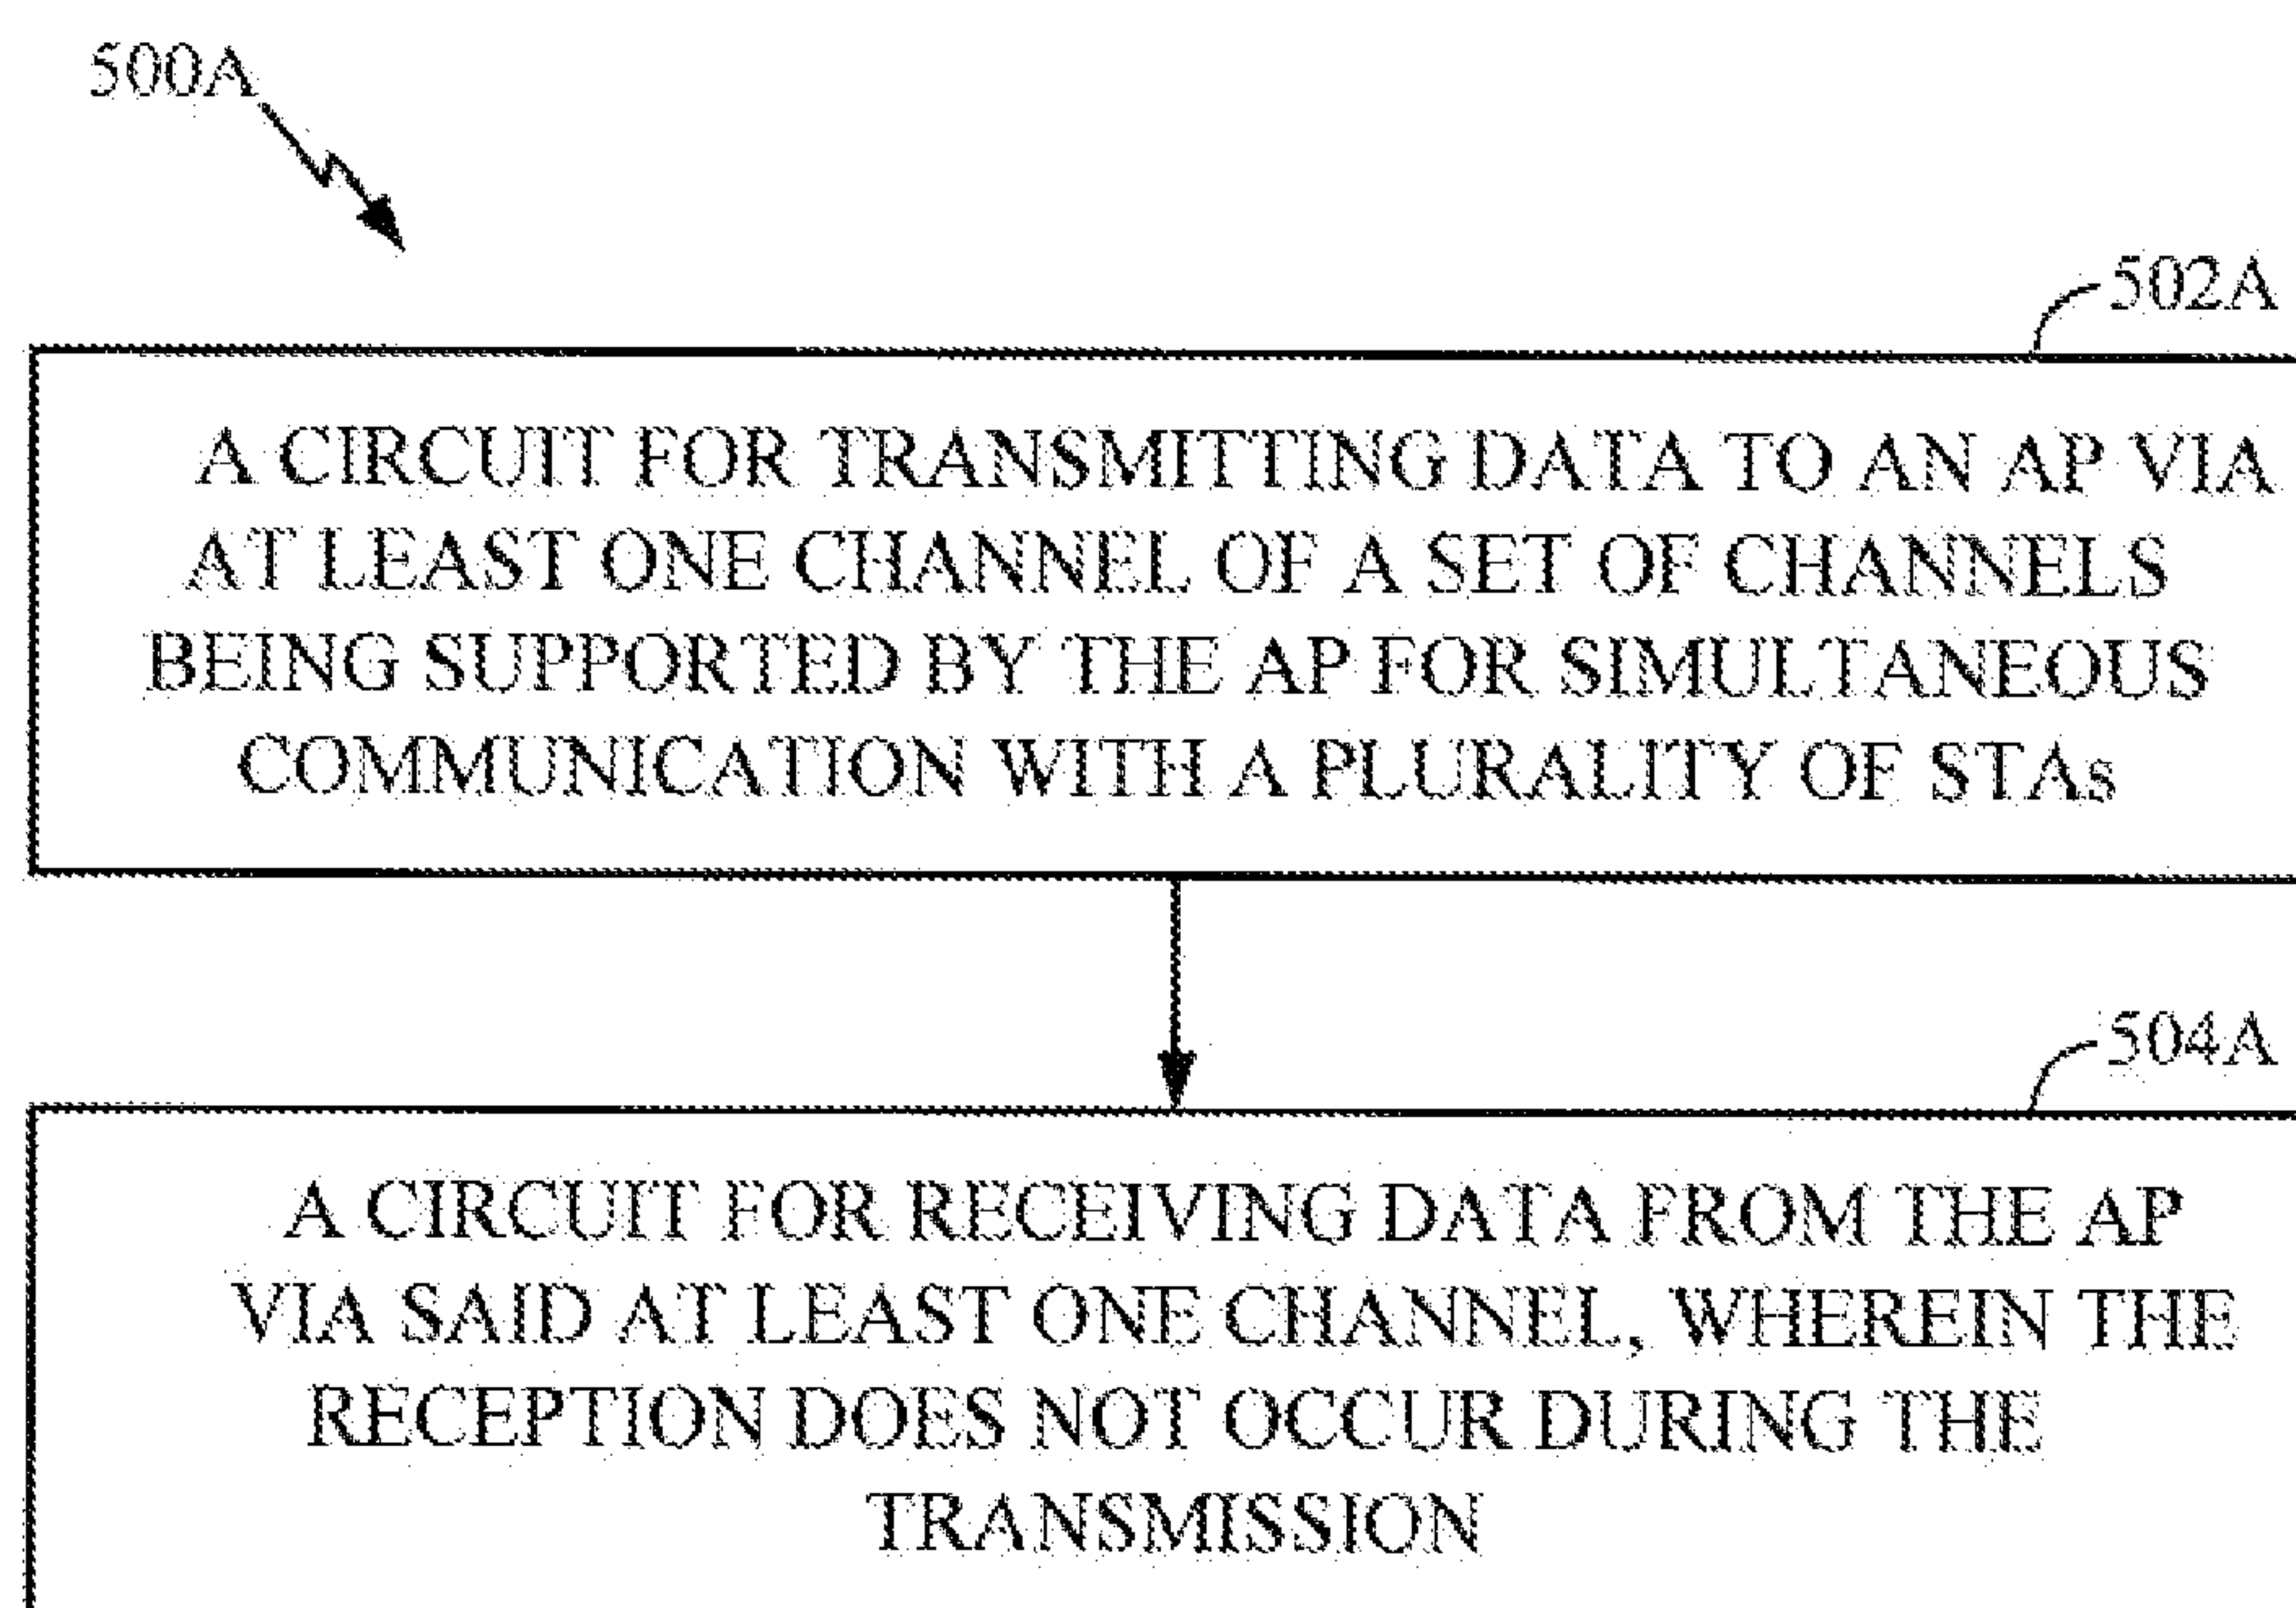 500A
502A
A CIRCUIT FOR TRANSMITTING DATA TO AN AP VIA
AT LEAST ONE CHANNEL OF A SET OF CHANNELS
BEING SUPPORTED BY THE AP FOR SIMULTANEOUS
COMMUNICATION WITH A PLURALITY OF STAs
504A
A CIRCUIT FOR RECEIVING DATA FROM THE AP
VIA SAID AT LEAST ONE CHANNEL, WHEREIN THE
RECEPTION DOES NOT OCCUR DURING THE
TRANSMISSION